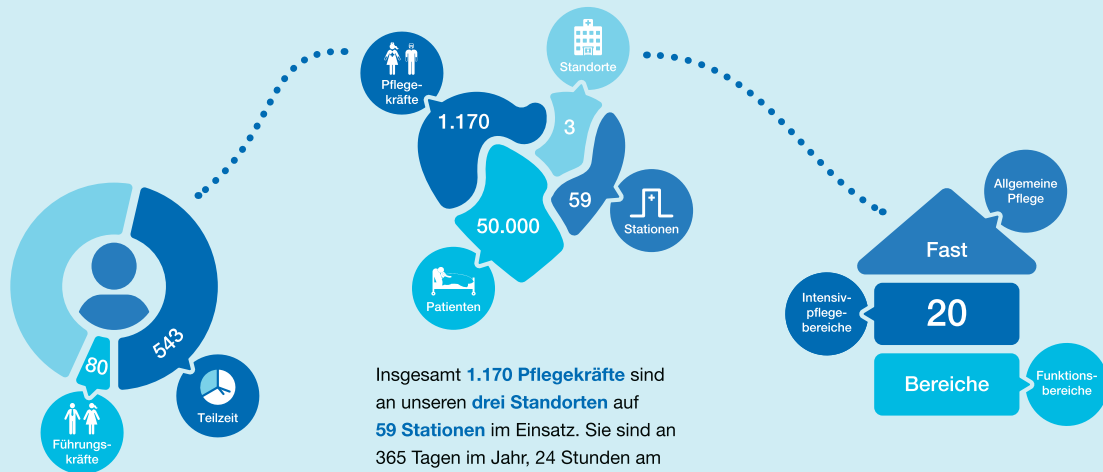 Pflege-
kräfte
Standorte
1.170
3
59
50.000
Stationen
Patienten
543
80
Teilzeit
Führungs-
kräfte
Allgemeine
Pflege
Fast
Intensiv-
pflege-
bereiche
20
Bereiche
Funktions-
bereiche
Insgesamt 1.170 Pflegekräfte sind
an unseren drei Standorten auf
59 Stationen im Einsatz. Sie sind an
365 Tagen im Jahr, 24 Stunden am